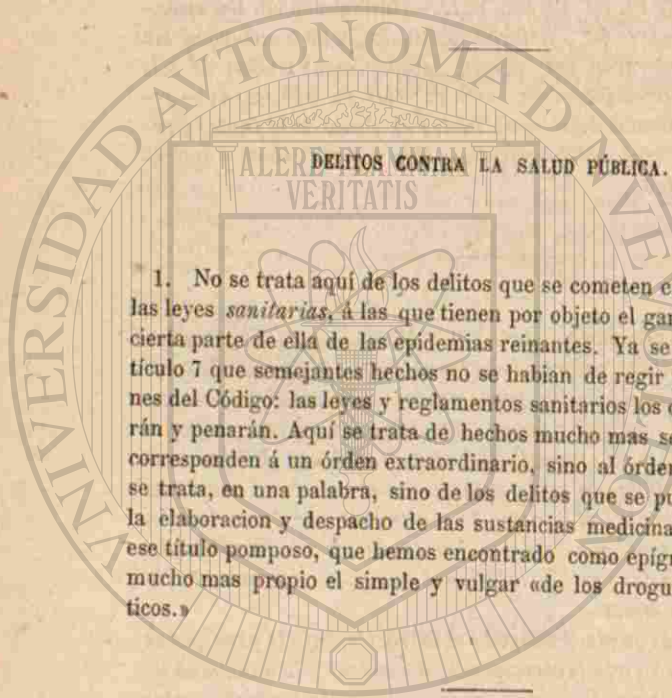 DELITOS CONTRA LA SALUD PÚBLICA.
1. No se trata aquí de los delitos que se cometen c
las leyes sanitarias, á las que tienen por objeto el gar
cierta parte de ella de las epidemias reinantes. Ya se
tículo 7 que semejantes hechos no se habian de regir
nes del Código: las leyes y reglamentos sanitarios los
rán y penarán. Aquí se trata de hechos mucho mas se
corresponden á un órden extraordinario, sino al órde
se trata, en una palabra, sino de los delitos que se pu
la elaboracion y despacho de las sustancias medicina
ese título pomposo, que hemos encontrado como epígr
mucho mas propio el simple y vulgar «de los drogu
ticos.»
UNIVERSIDAD AVTONOMA DE NVE
ALERE FLAMMAM
VERITATIS